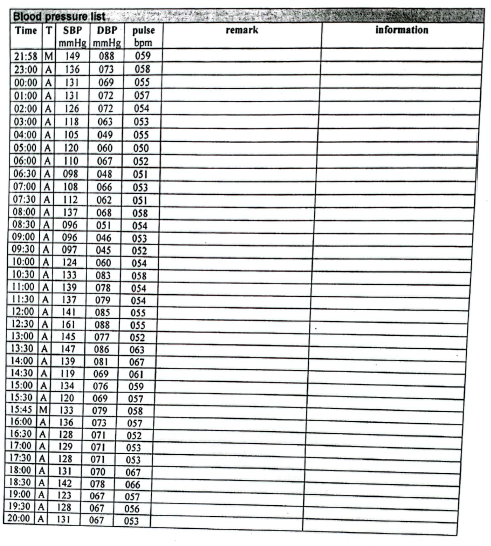 Blood pressure list
Time T SBP DBP pulse remark information
mmHg mmHg bpm
21:58 M 149 088 059
23:00 A 136 073 058
00:00 A 131 069 055
01:00 A 131 072 057
02:00 A 126 072 054
03:00 A 118 063 053
04:00 A 105 049 055
05:00 A 120 060 050
06:00 A 110 067 052
06:30 A 098 048 051
07:00 A 108 066 053
07:30 A 112 062 051
08:00 A 137 068 058
08:30 A 096 051 054
09:00 A 096 046 053
09:30 A 097 045 052
10:00 A 124 060 054
10:30 A 133 083 058
11:00 A 139 078 054
11:30 A 137 079 054
12:00 A 141 085 055
12:30 A 161 088 055
13:00 A 145 077 052
13:30 A 147 086 063
14:00 A 139 081 067
14:30 A 119 069 061
15:00 A 134 076 059
15:30 A 120 069 057
15:45 M 133 079 058
16:00 A 136 073 057
16:30 A 128 071 052
17:00 A 129 071 053
17:30 A 128 071 053
18:00 A 131 070 067
18:30 A 142 078 066
19:00 A 123 067 057
19:30 A 128 067 056
20:00 A 131 067 053